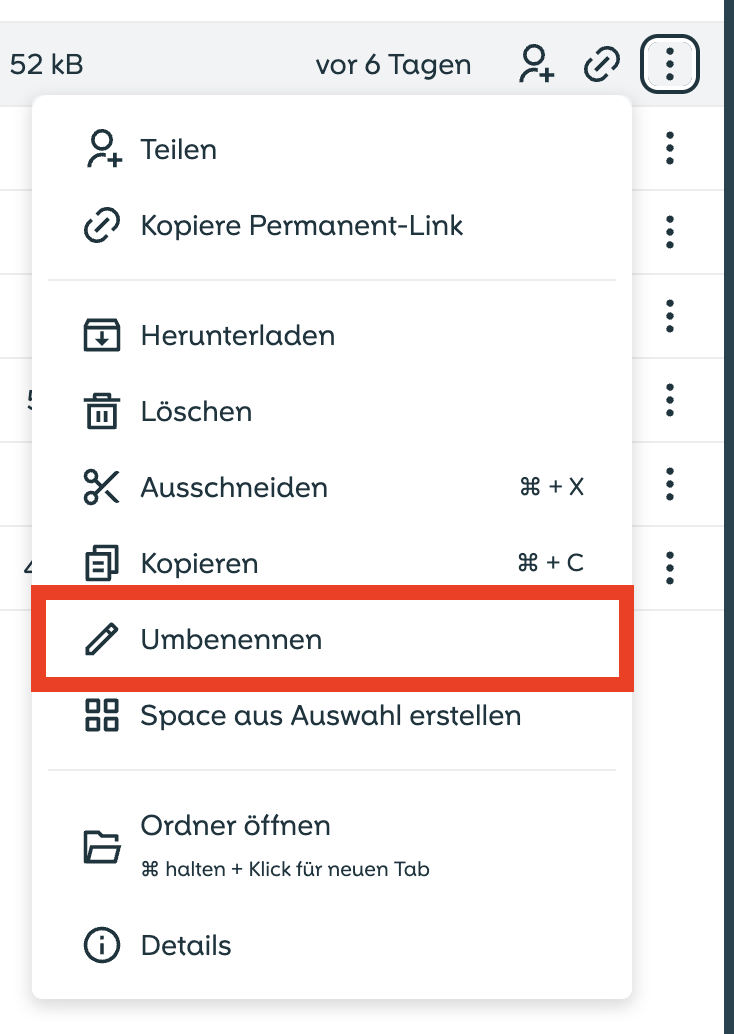 52 kB vor 6 Tagen
Teilen
Kopiere Permanent-Link
Herunterladen
Löschen
Ausschneiden ⌘ + X
Kopieren ⌘ + C
Umbenennen
Space aus Auswahl erstellen
Ordner öffnen
⌘ halten + Klick für neuen Tab
Details